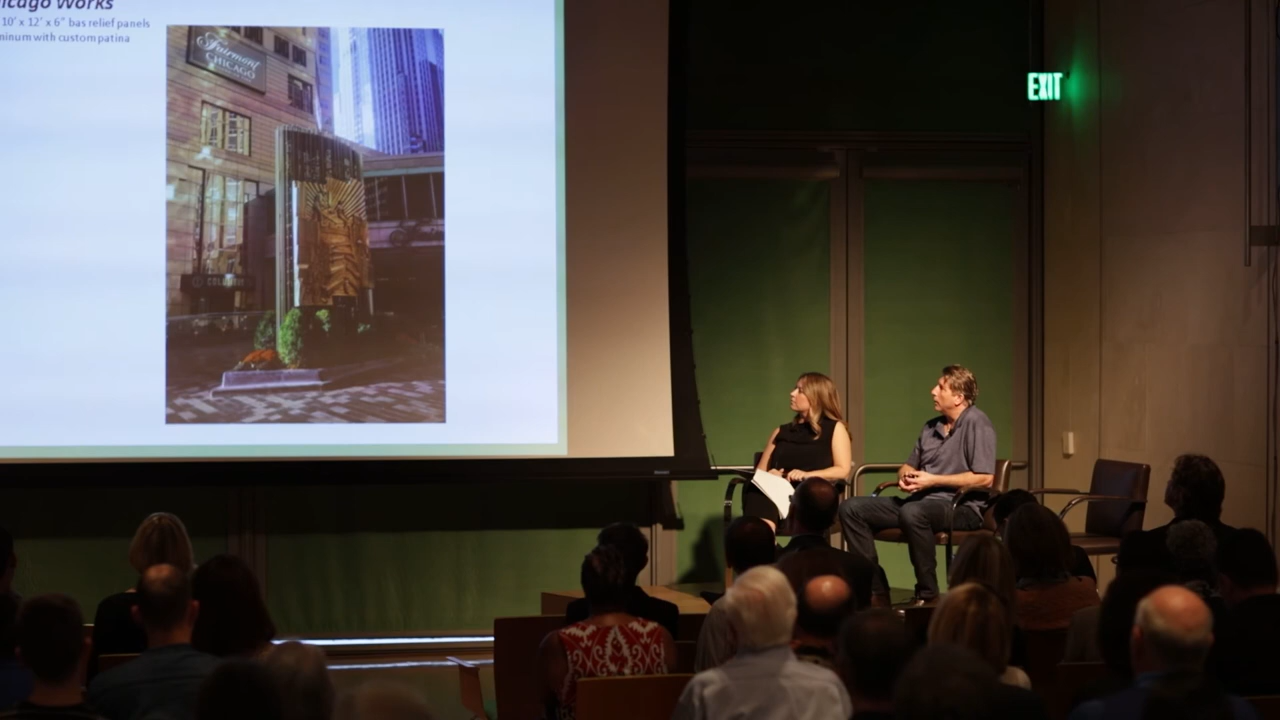 icago Works
10' x 12' x 6" bas relief panels
minum with custom patina
Fairmont
CHICAGO
EXIT